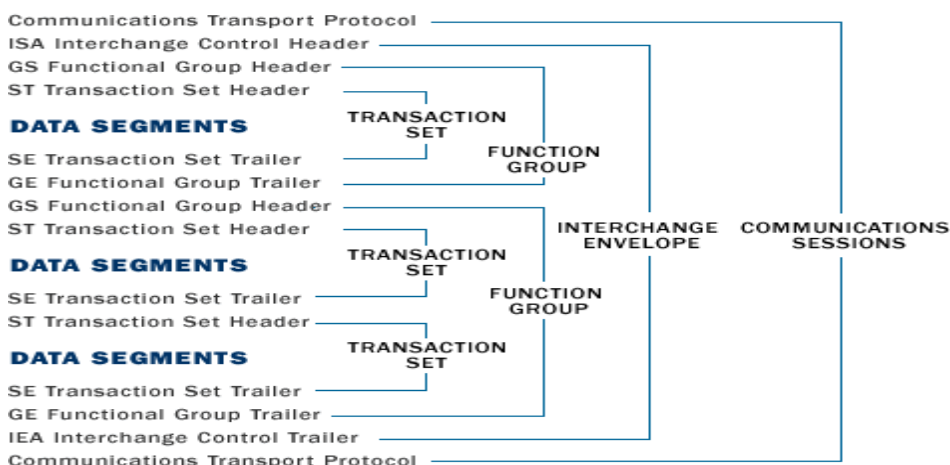 Communications Transport Protocol
ISA Interchange Control Header
GS Functional Group Header
ST Transaction Set Header
DATA SEGMENTS
TRANSACTION
SET
SE Transaction Set Trailer
FUNCTION
GROUP
GE Functional Group Trailer
GS Functional Group Header
ST Transaction Set Header
INTERCHANGE
ENVELOPE
COMMUNICATIONS
SESSIONS
DATA SEGMENTS
TRANSACTION
SET
SE Transaction Set Trailer
FUNCTION
GROUP
ST Transaction Set Header
DATA SEGMENTS
TRANSACTION
SET
SE Transaction Set Trailer
GE Functional Group Trailer
IEA Interchange Control Trailer
Communications Transport Protocol